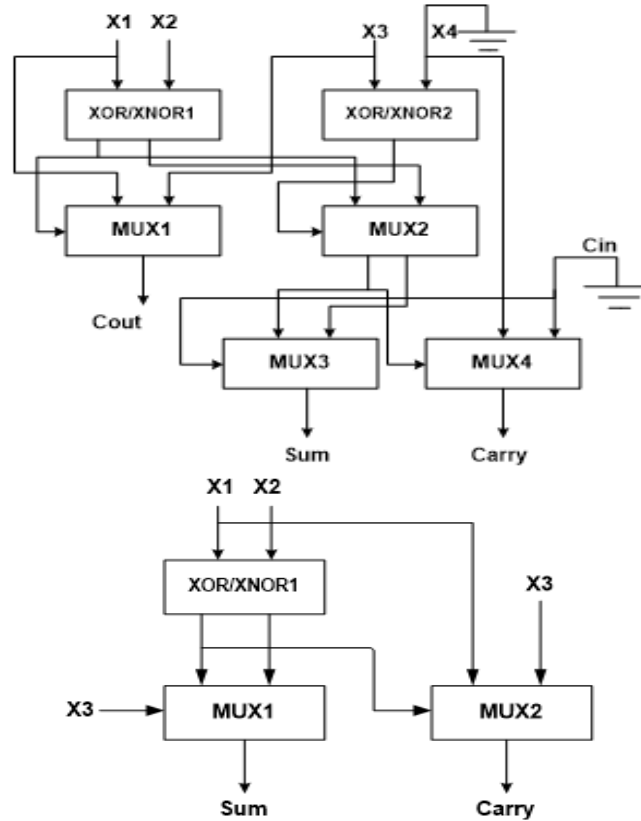 X1 X2 X3 X4
XOR/XNOR1 XOR/XNOR2
MUX1 MUX2
Cin
Cout
MUX3 MUX4
Sum Carry
X1 X2
XOR/XNOR1
X3
X3 MUX1 MUX2
Sum Carry